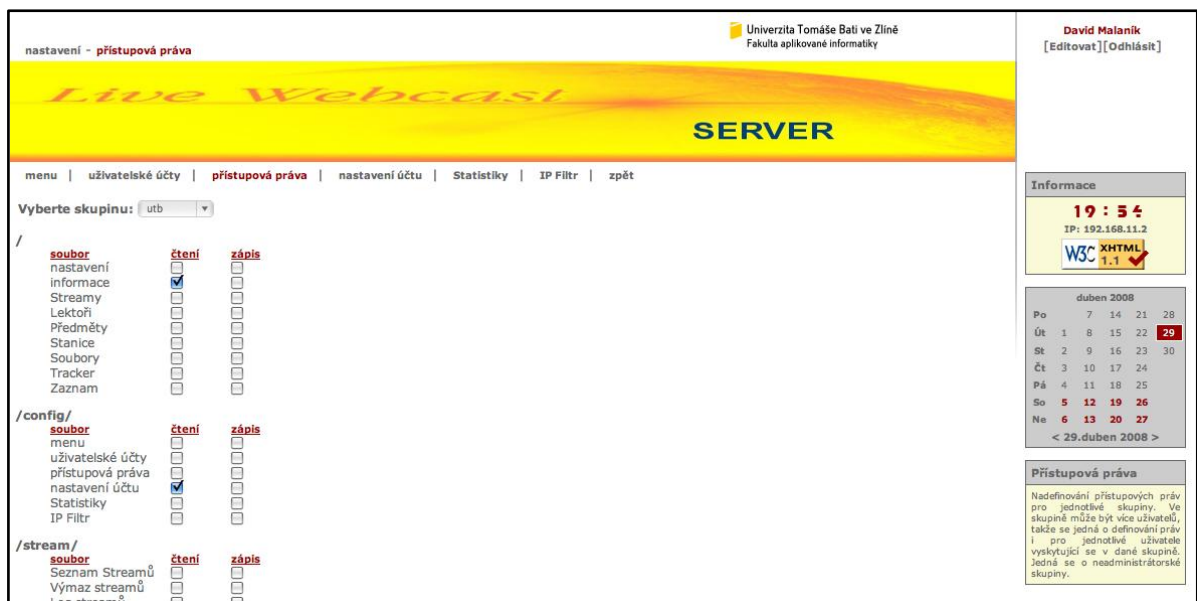 nastavení - přístupová práva
Univerzita Tomáše Bati ve Zlíně
Fakulta aplikované informatiky
Live Webcast
SERVER
menu | uživatelské účty | přístupová práva | nastavení účtu | Statistiky | IP Filtr | zpět
Vyberte skupinu: utb
/
soubor čtení zápis
nastavení
informace
Streamy
Lektoři
Předměty
Stanice
Soubory
Tracker
Zaznam
/config/
soubor čtení zápis
menu
uživatelské účty
přístupová práva
nastavení účtu
Statistiky
IP Filtr
/stream/
soubor čtení zápis
Seznam Streamů
Výmaz streamů
David Malaník
[Editovat][Odhlásit]
Informace
19:54
IP: 192.168.11.2
W3C XHTML 1.1
duben 2008
Po 7 14 21 28
Út 1 8 15 22 29
St 2 9 16 23 30
Čt 3 10 17 24
Pá 4 11 18 25
So 5 12 19 26
Ne 6 13 20 27
< 29.duben 2008 >
Přístupová práva
Nadefinování přístupových práv
pro jednotlivé skupiny. Ve
skupině může být více uživatelů,
takže se jedná o definování práv
i pro jednotlivé uživatele
vyskytující se v dané skupině.
Jedná se o neadministrátorské
skupiny.